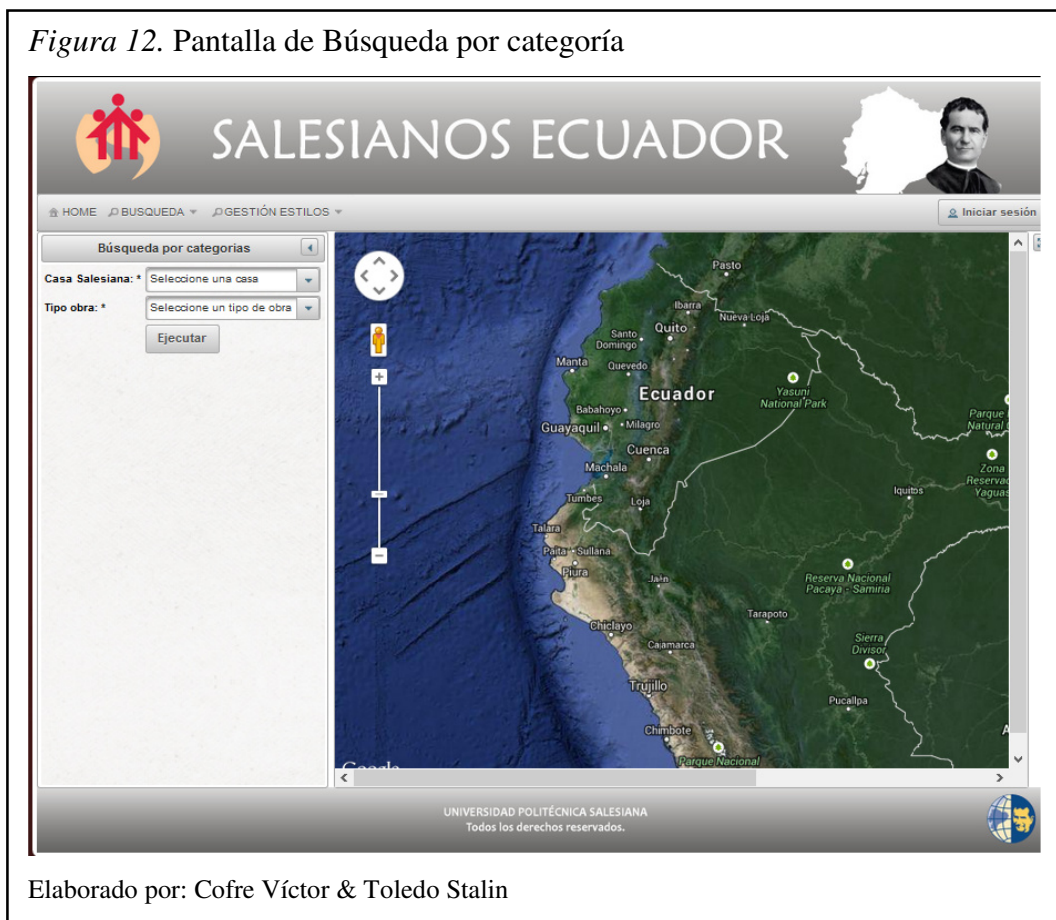 Figura 12. Pantalla de Búsqueda por categoría
SALESIANOS ECUADOR
HOME BUSQUEDA GESTIÓN ESTILOS
Iniciar sesión
Búsqueda por categorias
Casa Salesiana: * Seleccione una casa
Tipo obra: * Seleccione un tipo de obra
Ejecutar
Pasto
Ibarra
Nueva Loja
Quito
Santo
Domingo
Manta
Quevedo
Ecuador
Yasuni
National Park
Babahoyo
Parque
Natural
Guayaquil
Milagro
Cuenca
Machala
Zona
Reservad
Yaguas
Iquitos
Tumbes
Loja
Talara
Paita
Sullana
Piura
Jaén
Reserva Nacional
Pacaya - Samiria
Tarapoto
Chiclayo
Sierra
Divisor
Cajamarca
Trujillo
Pucallpa
Chimbote
Parque Nacional
Google
UNIVERSIDAD POLITÉCNICA SALESIANA
Todos los derechos reservados.
Elaborado por: Cofre Víctor & Toledo Stalin